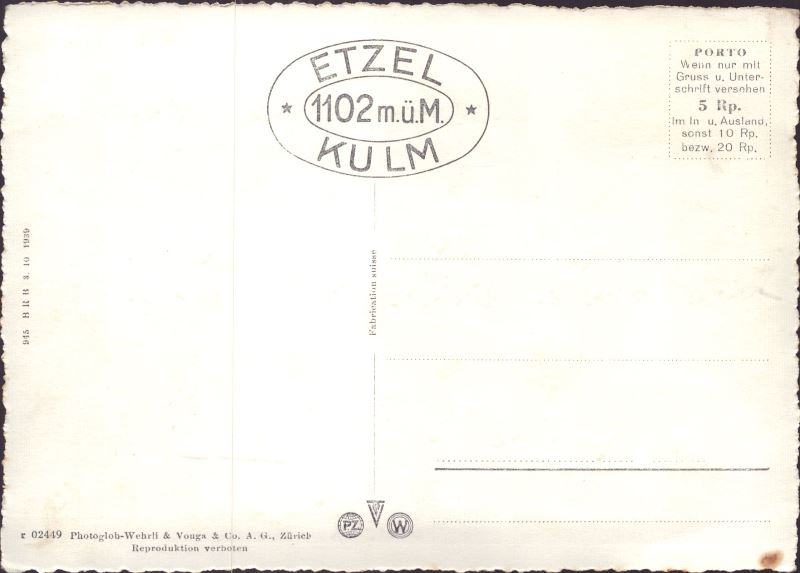 ETZEL
★ 1102 m.ü.M. ★
KULM
PORTO
Wenn nur mit
Gruss u. Unter-
schrift versehen
5 Rp.
Im In- u. Ausland,
sonst 10 Rp.
bezw. 20 Rp.
945 B R B 3. 10 1939
Fabrication suisse
r 02449 Photoglob-Wehrli & Vouga & Co. A. G., Zürich
Reproduktion verboten
PZ
V
W